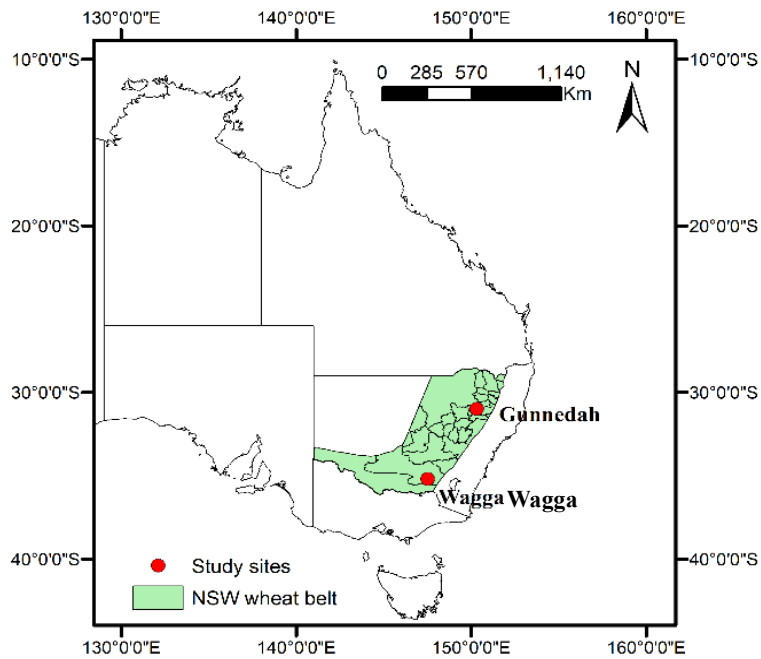 130°0'0"E 140°0'0"E 150°0'0"E 160°0'0"E
10°0'0"S 10°0'0"S
0 285 570 1,140
Km
N
20°0'0"S 20°0'0"S
30°0'0"S 30°0'0"S
Gunnedah
Wagga Wagga
40°0'0"S 40°0'0"S
Study sites
NSW wheat belt
130°0'0"E 140°0'0"E 150°0'0"E 160°0'0"E